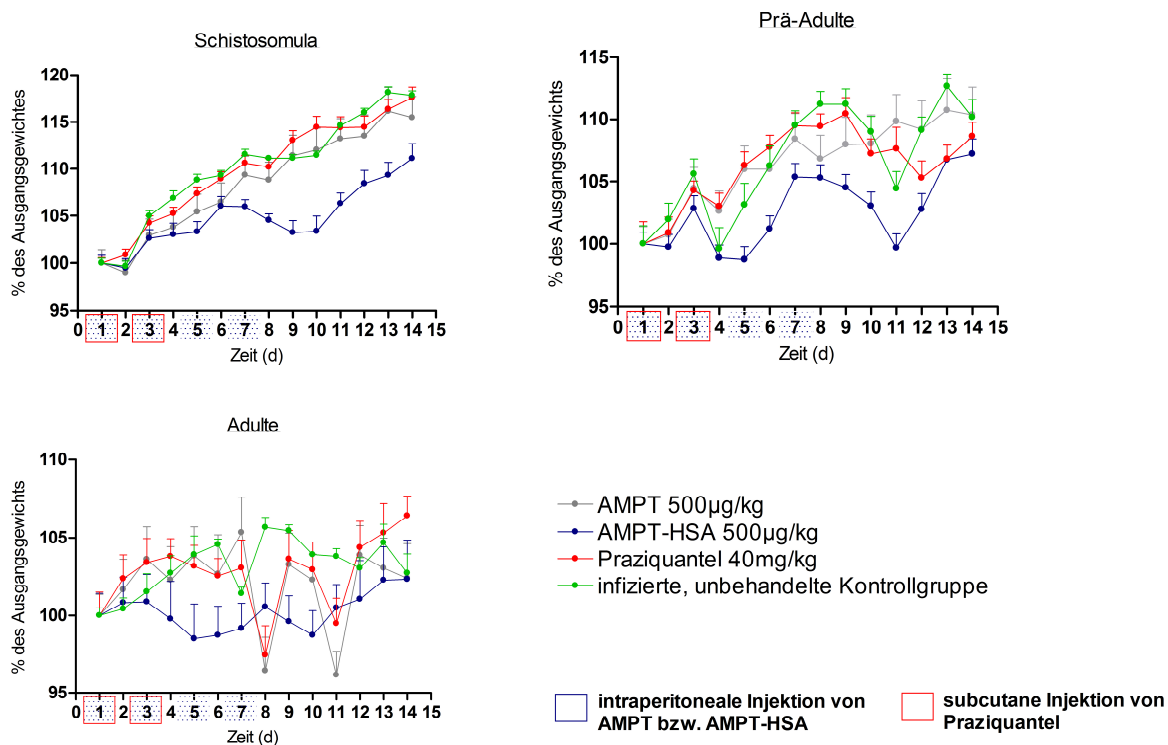 Schistosomula
% des Ausgangsgewichtes
120
115
110
105
100
95
0 1 2 3 4 5 6 7 8 9 10 11 12 13 14 15
Zeit (d)
Prä-Adulte
% des Ausgangsgewichts
115
110
105
100
95
0 1 2 3 4 5 6 7 8 9 10 11 12 13 14 15
Zeit (d)
Adulte
% des Ausgangsgewichts
110
105
100
95
0 1 2 3 4 5 6 7 8 9 10 11 12 13 14 15
Zeit (d)
AMPT 500µg/kg
AMPT-HSA 500µg/kg
Praziquantel 40mg/kg
infizierte, unbehandelte Kontrollgruppe
intraperitoneale Injektion von
AMPT bzw. AMPT-HSA
subcutane Injektion von
Praziquantel